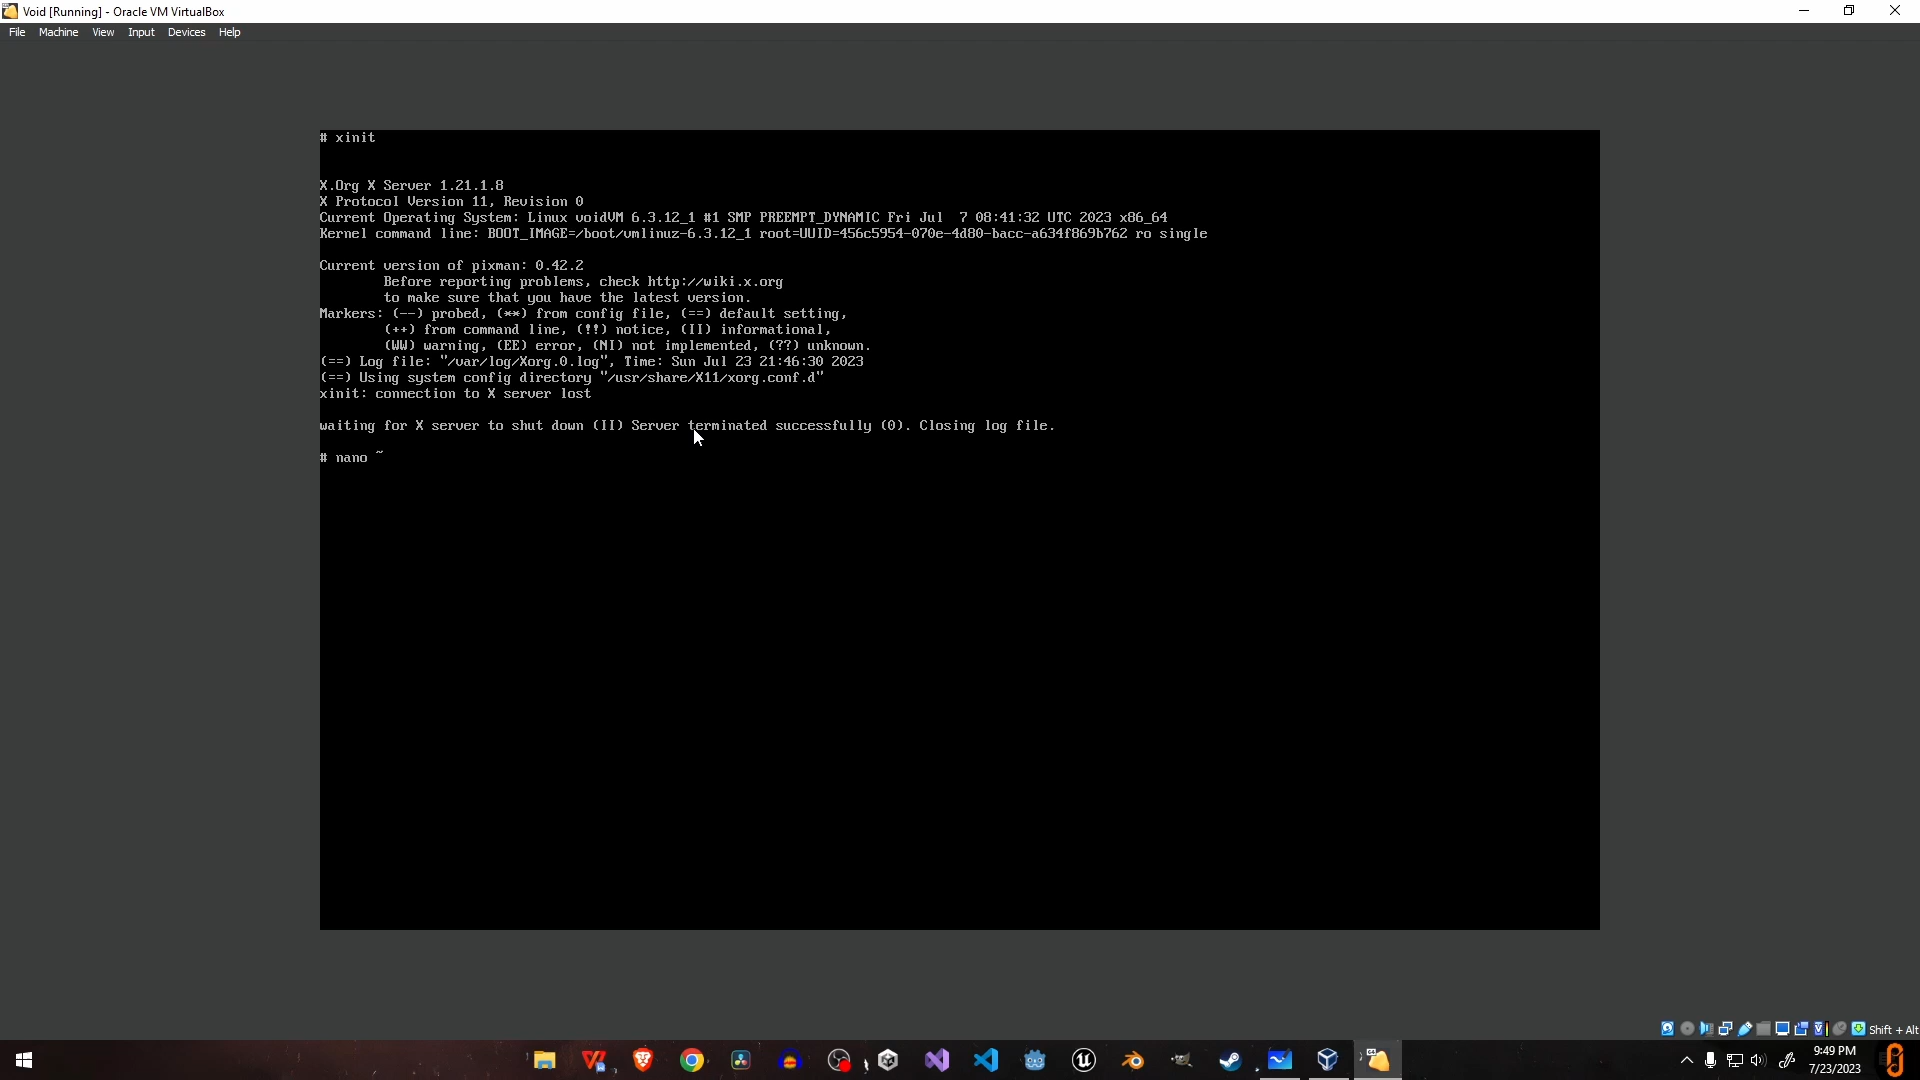 Void [Running] - Oracle VM VirtualBox
File Machine View Input Devices Help
# xinit
X.Org X Server 1.21.1.8
X Protocol Version 11, Revision 0
Current Operating System: Linux voidVM 6.3.12_1 #1 SMP PREEMPT_DYNAMIC Fri Jul  7 08:41:32 UTC 2023 x86_64
Kernel command line: BOOT_IMAGE=/boot/vmlinuz-6.3.12_1 root=UUID=456c5954-070e-4d80-bacc-a634f869b762 ro single
Current version of pixman: 0.42.2
Before reporting problems, check http://wiki.x.org
to make sure that you have the latest version.
Markers: (--) probed, (**) from config file, (==) default setting,
(++) from command line, (!!) notice, (II) informational,
(WW) warning, (EE) error, (NI) not implemented, (??) unknown.
(==) Log file: "/var/log/Xorg.0.log", Time: Sun Jul 23 21:46:30 2023
(==) Using system config directory "/usr/share/X11/xorg.conf.d"
xinit: connection to X server lost
waiting for X server to shut down (II) Server terminated successfully (0). Closing log file.
# nano ~
Shift + Alt
9:49 PM
7/23/2023